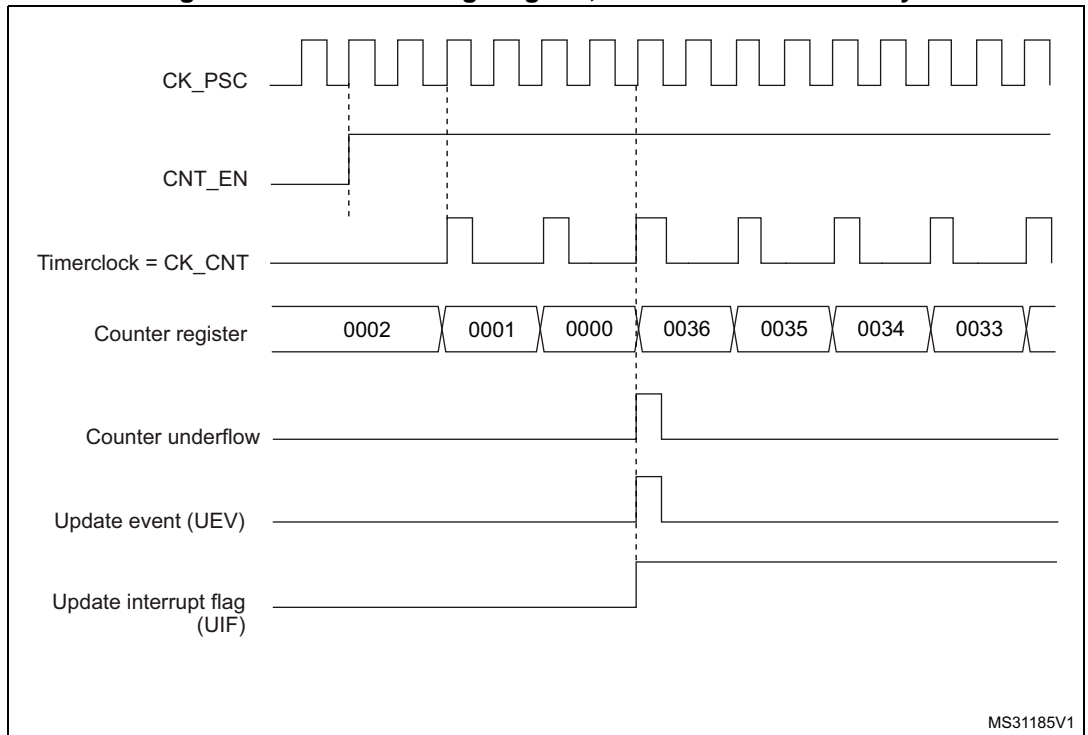 CK_PSC
CNT_EN
Timerclock = CK_CNT
Counter register
0002 0001 0000 0036 0035 0034 0033
Counter underflow
Update event (UEV)
Update interrupt flag
(UIF)
MS31185V1